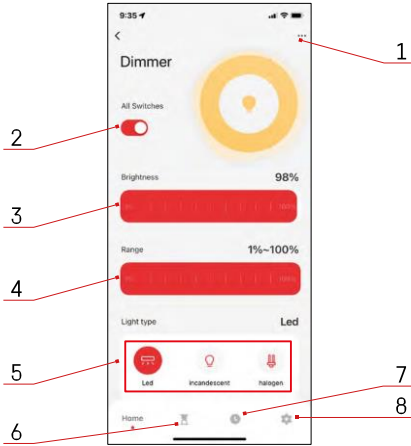 9:35
1
Dimmer
All Switches
2
Brightness 98%
3
Range 1%~100%
4
100%
Light type Led
5
Led incandescent halogen
7
Home
6
8